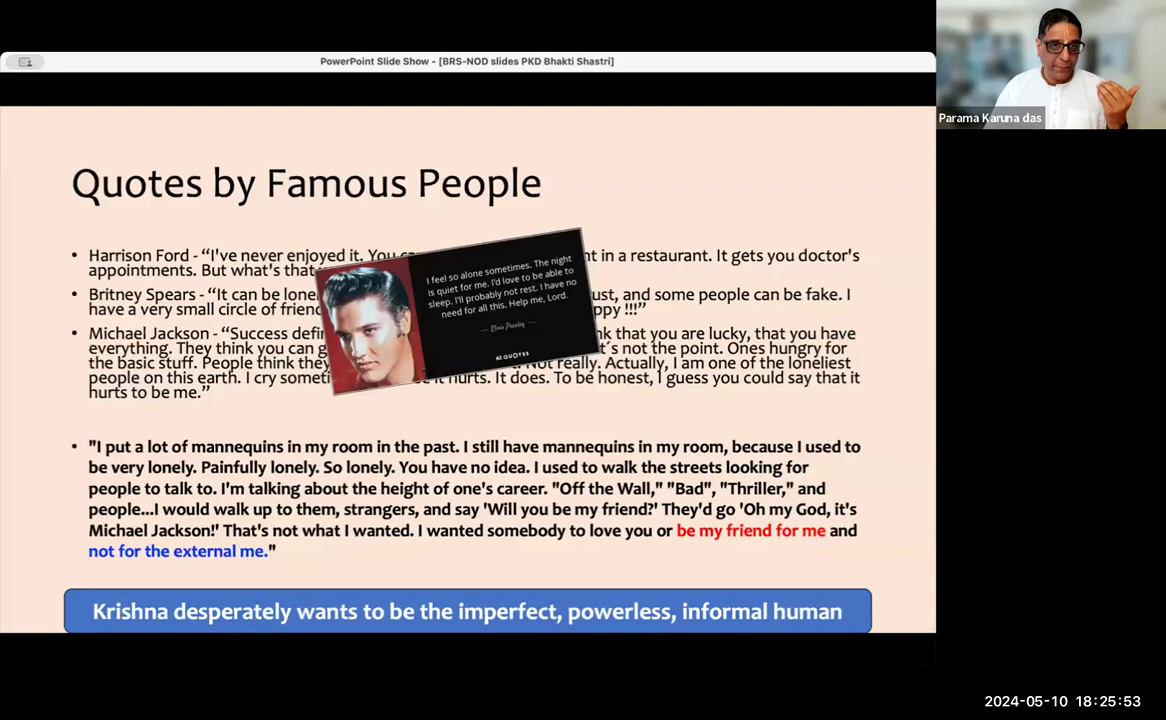 PowerPoint Slide Show - [BRS-NOD slides PKD Bhakti Shastri]
Parama Karuna das
Quotes by Famous People
• Harrison Ford - “I've never enjoyed it. You in a restaurant. It gets you doctor's
appointments. But what's that
• Britney Spears - “It can be and some people can be fake. I
have a very small circle of !!!”
• Michael Jackson - “Success that you are lucky, that you have
everything. They think you can not the point. Ones hungry for
the basic stuff. People think Not really. Actually, I am one of the loneliest
people on this earth. I cry hurts. It does. To be honest, I guess you could say that it
hurts to be me.”
I feel so alone sometimes. The night
is quiet for me. I'd love to be able to
sleep. I'll probably not rest. I have no
need for all this. Help me, Lord.
— Elvis Presley —
AZ QUOTES
• "I put a lot of mannequins in my room in the past. I still have mannequins in my room, because I used to
be very lonely. Painfully lonely. So lonely. You have no idea. I used to walk the streets looking for
people to talk to. I'm talking about the height of one's career. "Off the Wall," "Bad", "Thriller," and
people...I would walk up to them, strangers, and say 'Will you be my friend?' They'd go 'Oh my God, it's
Michael Jackson!' That's not what I wanted. I wanted somebody to love you or be my friend for me and
not for the external me."
Krishna desperately wants to be the imperfect, powerless, informal human
2024-05-10 18:25:53